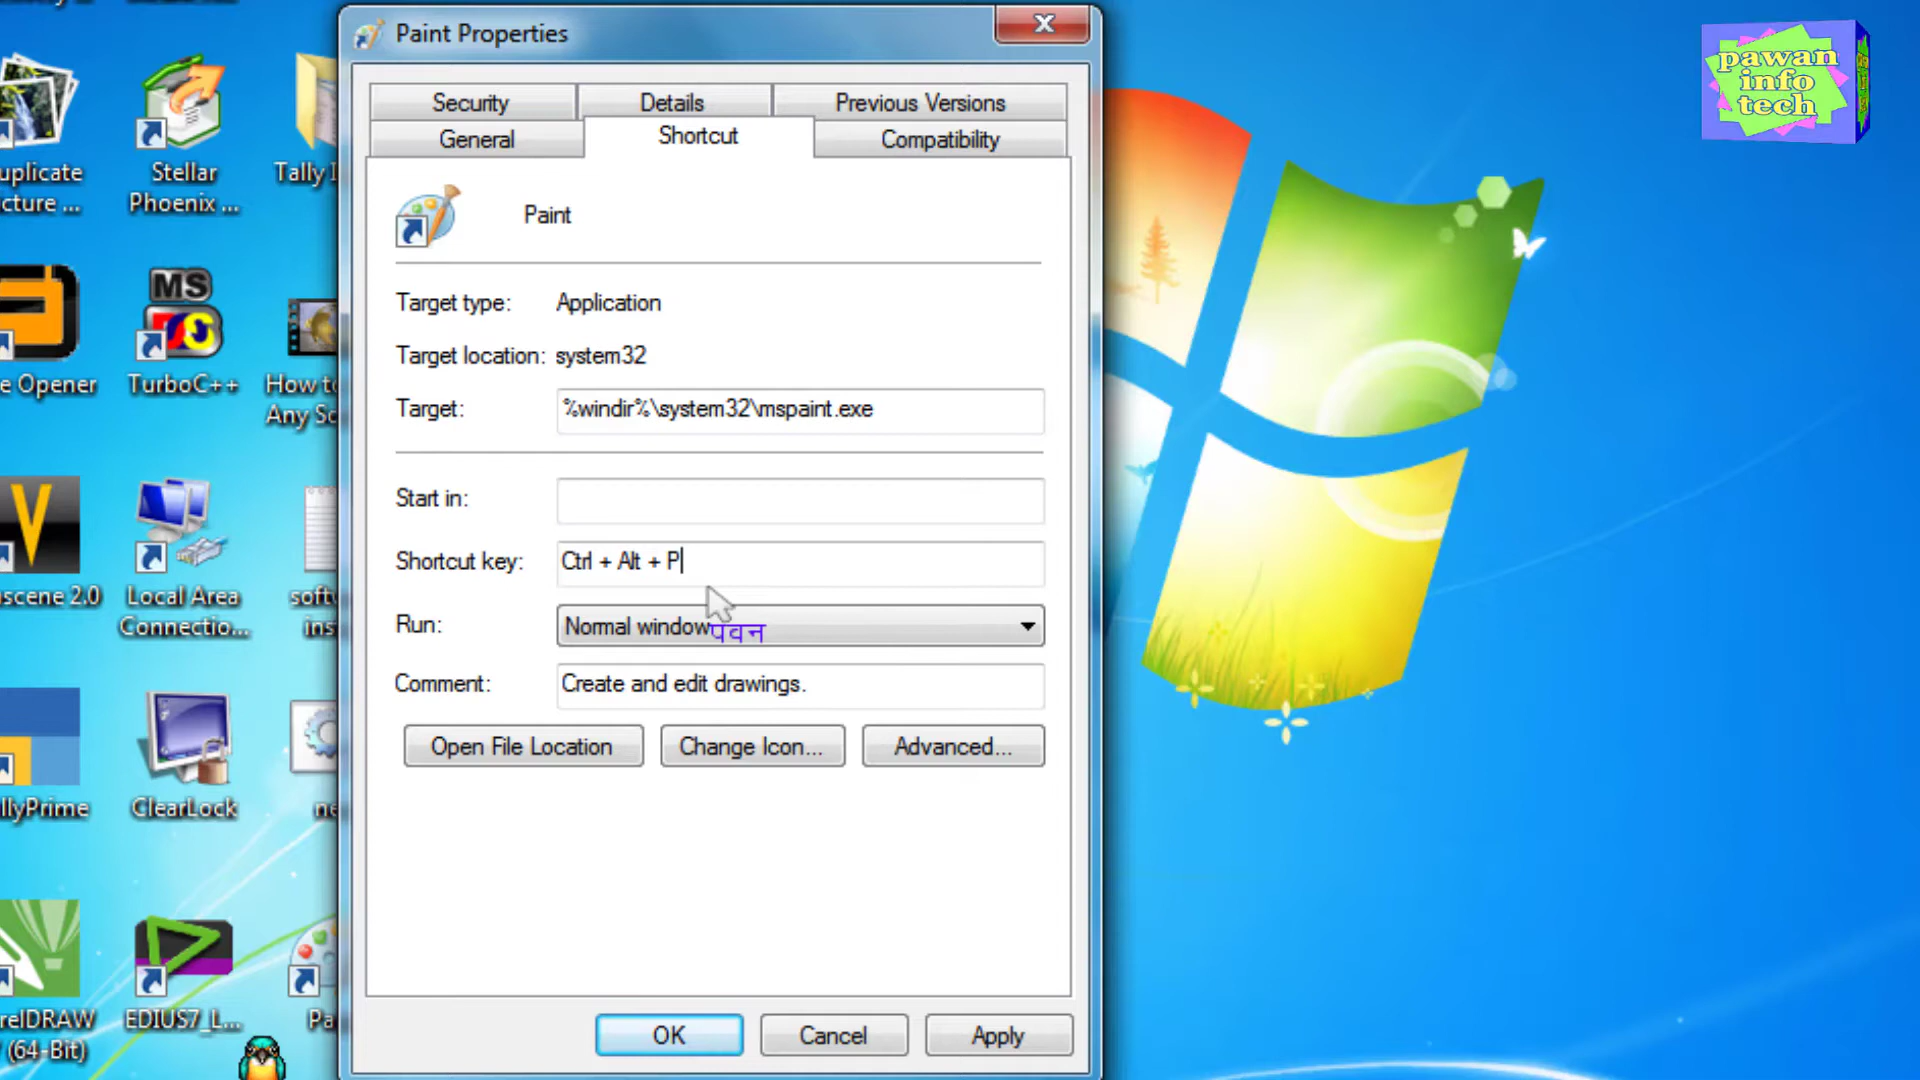 Paint Properties
Security
Details
Previous Versions
General
Shortcut
Compatibility
Paint
Target type:
Application
Target location:
system32
Target:
%windir%\system32\mspaint.exe
Start in:
Shortcut key:
Ctrl + Alt + P
Run:
Normal window
पवन
Comment:
Create and edit drawings.
Open File Location
Change Icon...
Advanced...
OK
Cancel
Apply
pawan
info
tech
Stellar
Phoenix ...
Tally
cture ...
e Opener
MS
TurboC++
How to
Any Sc
scene 2.0
Local Area
Connectio...
soft
ins
llyPrime
ClearLock
ne
relDRAW
(64-Bit)
EDIUS7_L...
Pa